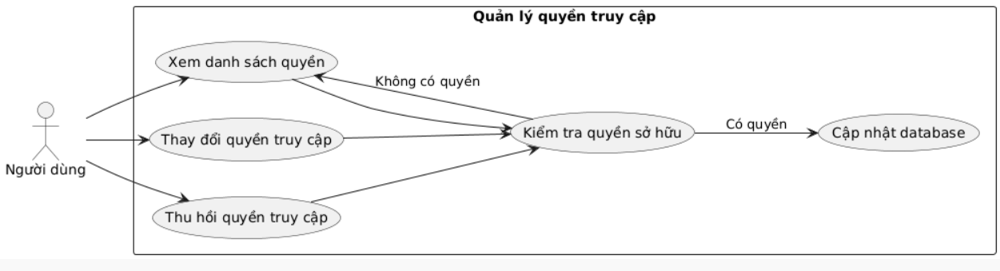 Quản lý quyền truy cập
Xem danh sách quyền
Không có quyền
Kiểm tra quyền sở hữu
Có quyền
Cập nhật database
Thay đổi quyền truy cập
Người dùng
Thu hồi quyền truy cập